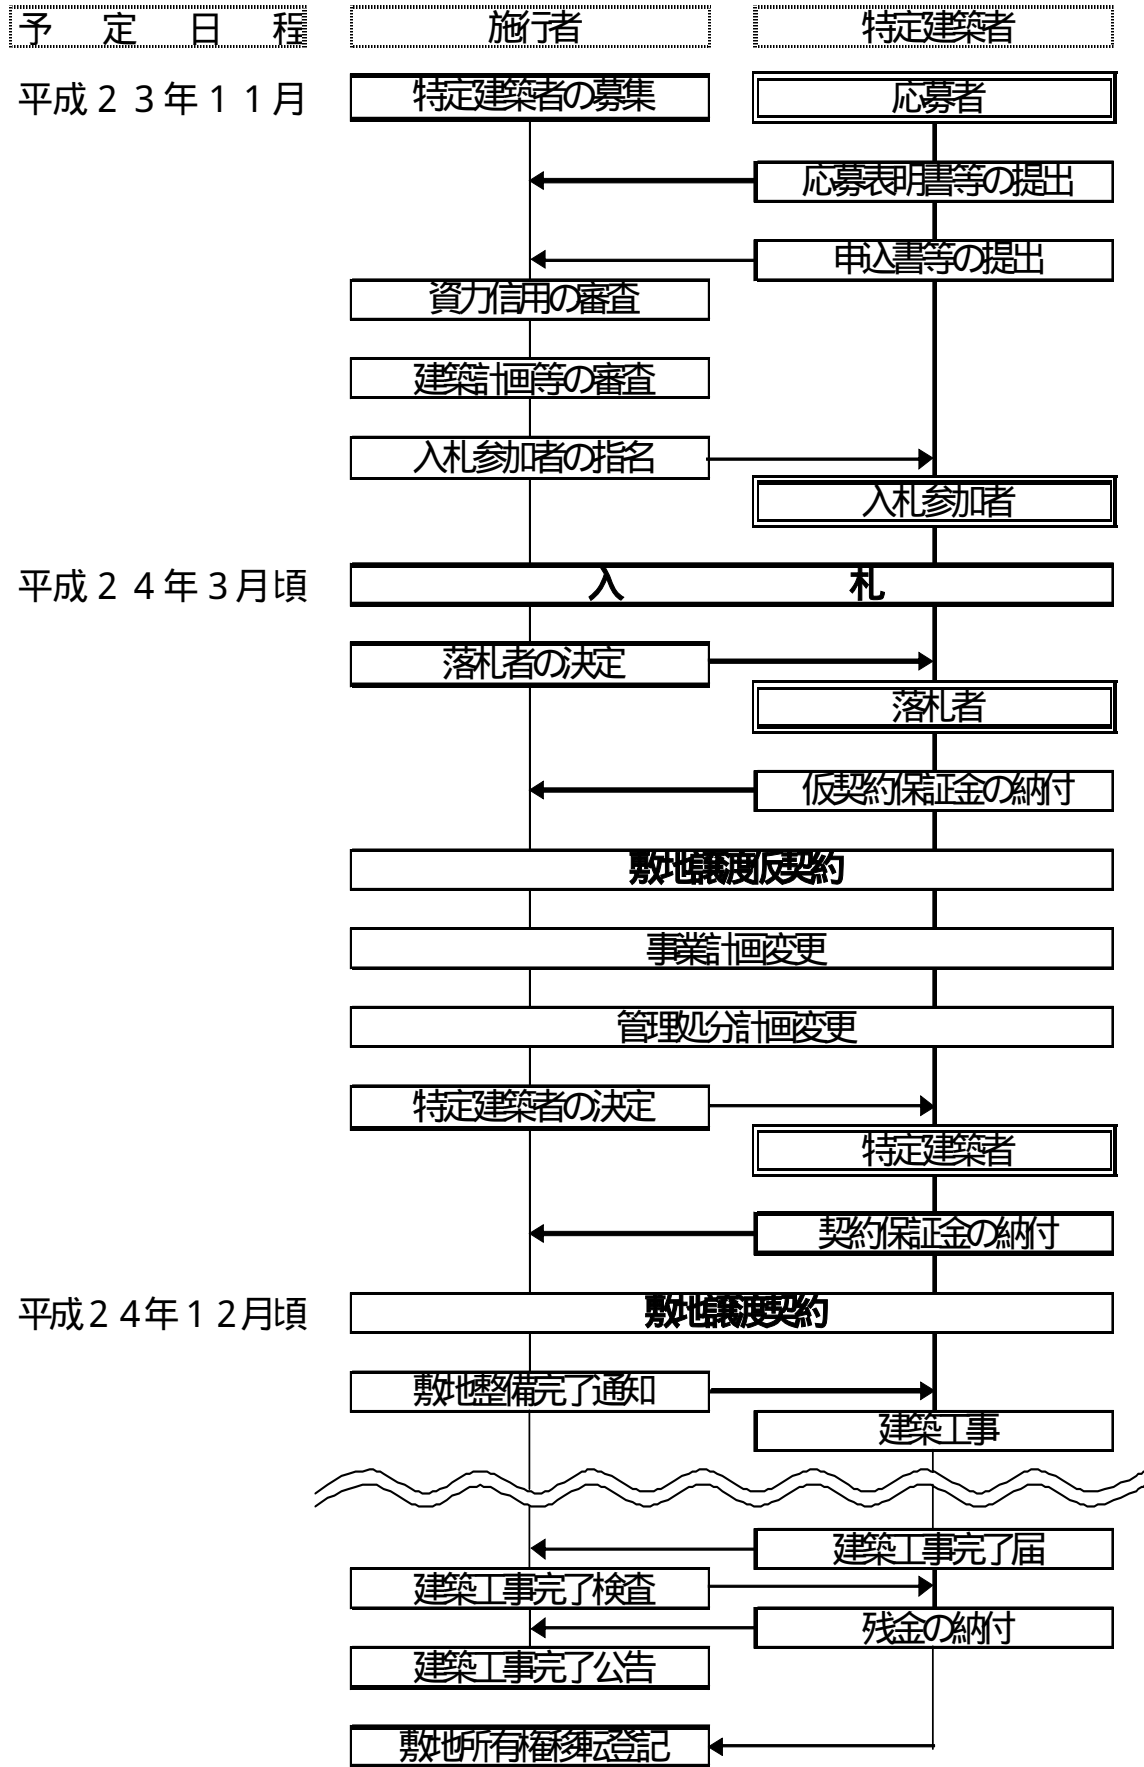 予 定 日 程
施行者
特定建築者
平成２３年１１月
特定建築者の募集
応募者
応募表明書等の提出
申込書等の提出
資力信用の審査
建築計画等の審査
入札参加者の指名
入札参加者
平成２４年３月頃
入 札
落札者の決定
落札者
仮契約保証金の納付
敷地譲渡仮契約
事業計画変更
管理処分計画変更
特定建築者の決定
特定建築者
契約保証金の納付
平成２４年１２月頃
敷地譲渡契約
敷地整備完了通知
建築工事
建築工事完了届
建築工事完了検査
残金の納付
建築工事完了公告
敷地所有権移転登記